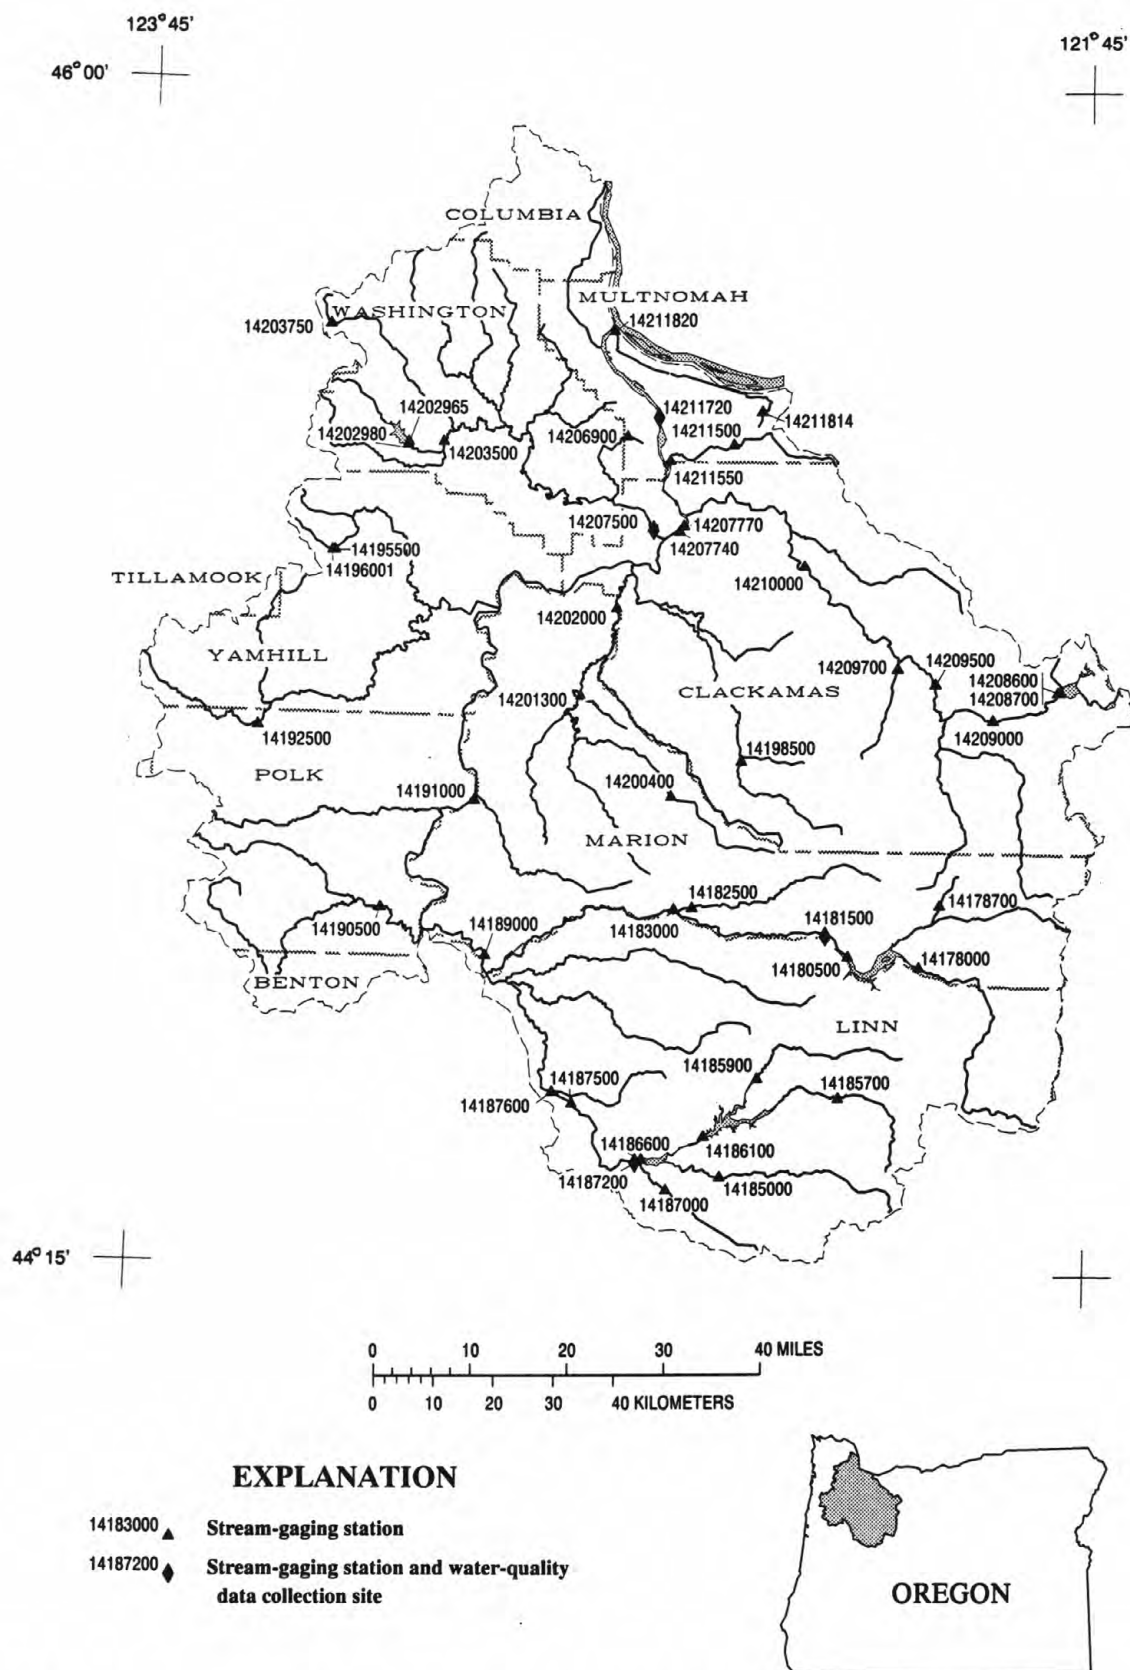 123°45'
121°45'
46°00'
COLUMBIA
MULTNOMAH
WASHINGTON
14203750
14211820
14202965
14211720
14211814
14202980
14206900
14211500
14203500
14211550
14207500
14207770
14195500
14207740
14196001
TILLAMOOK
14210000
14202000
YAMHILL
14209700
14209500
14208600
CLACKAMAS
14208700
14201300
14192500
14209000
14198500
POLK
14200400
14191000
MARION
14182500
14178700
14190500
14189000
14183000
14181500
14180500
14178000
BENTON
LINN
14185900
14187500
14185700
14187600
14186600
14186100
14187200
14185000
14187000
44°15'
0 10 20 30 40 MILES
0 10 20 30 40 KILOMETERS
EXPLANATION
14183000 Stream-gaging station
14187200 Stream-gaging station and water-quality
data collection site
OREGON